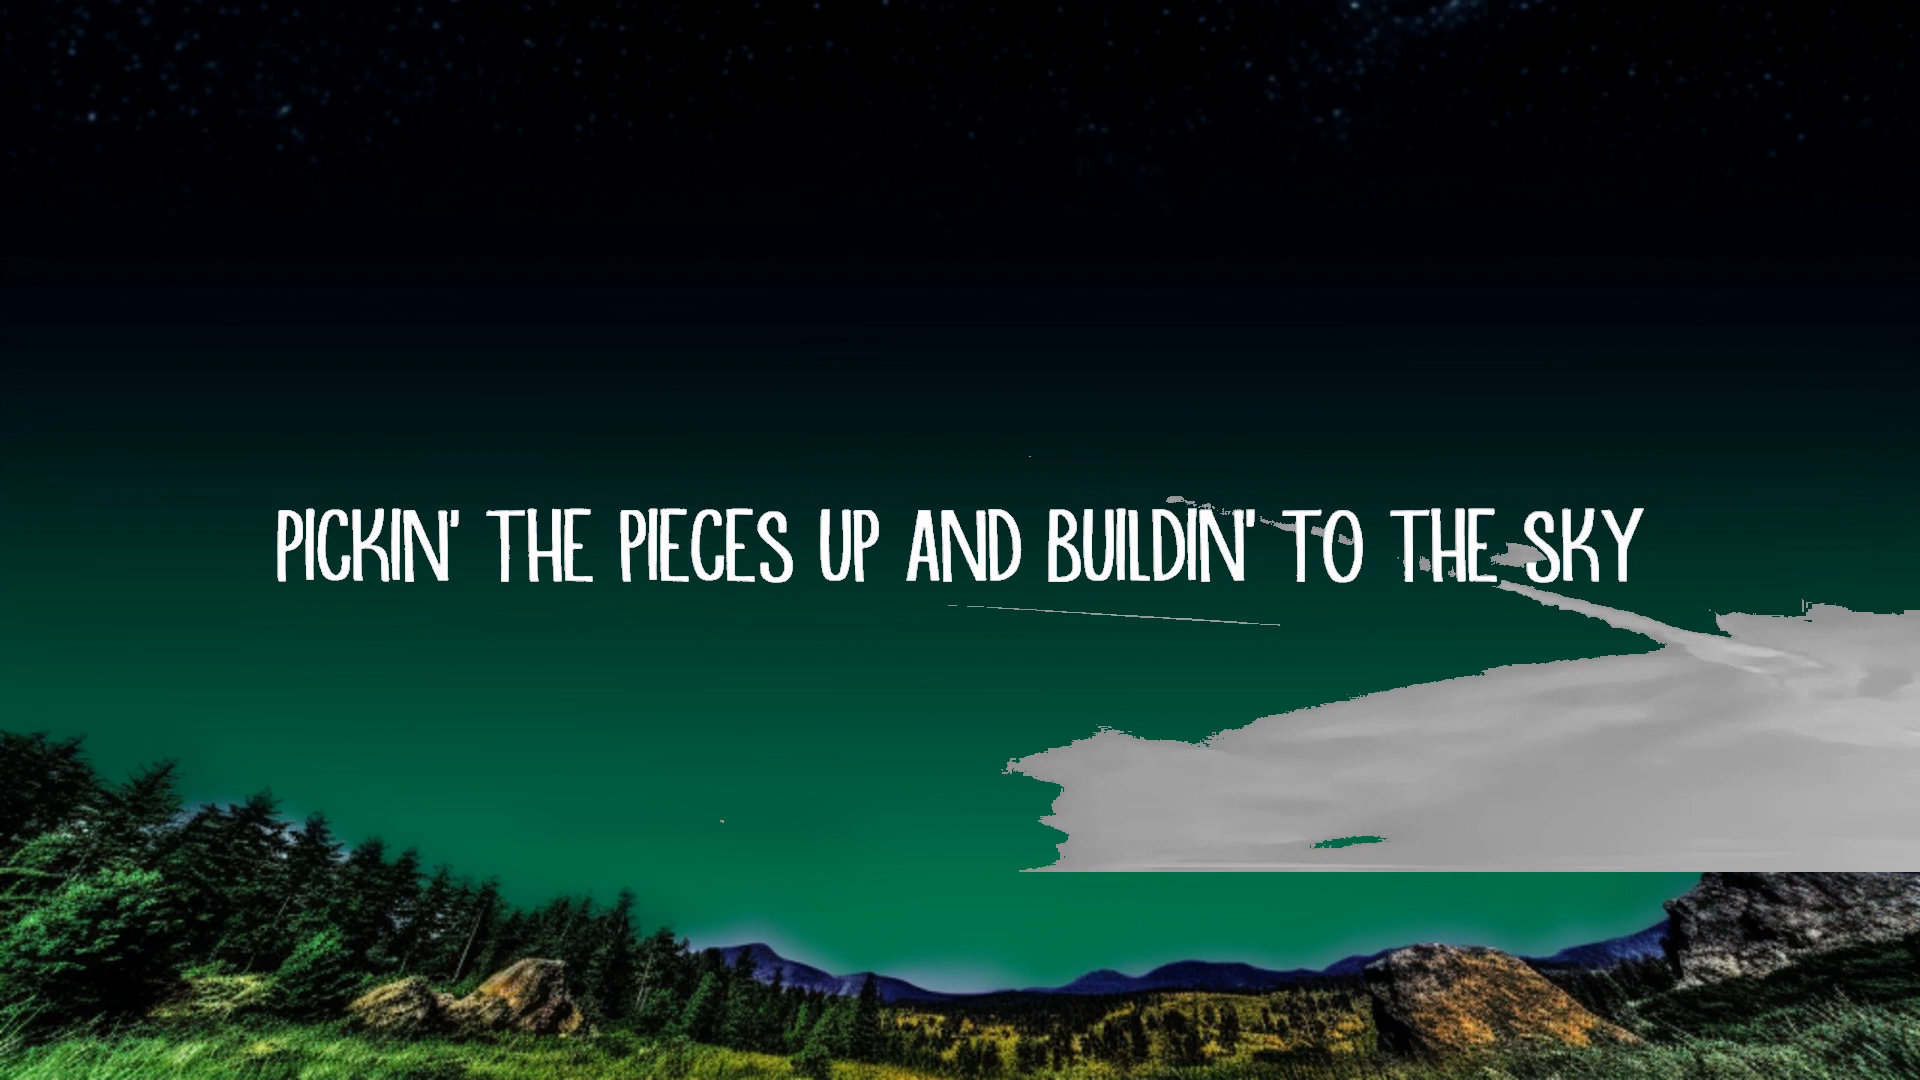 PICKIN' THE PIECES UP AND BUILDIN' TO THE SKY